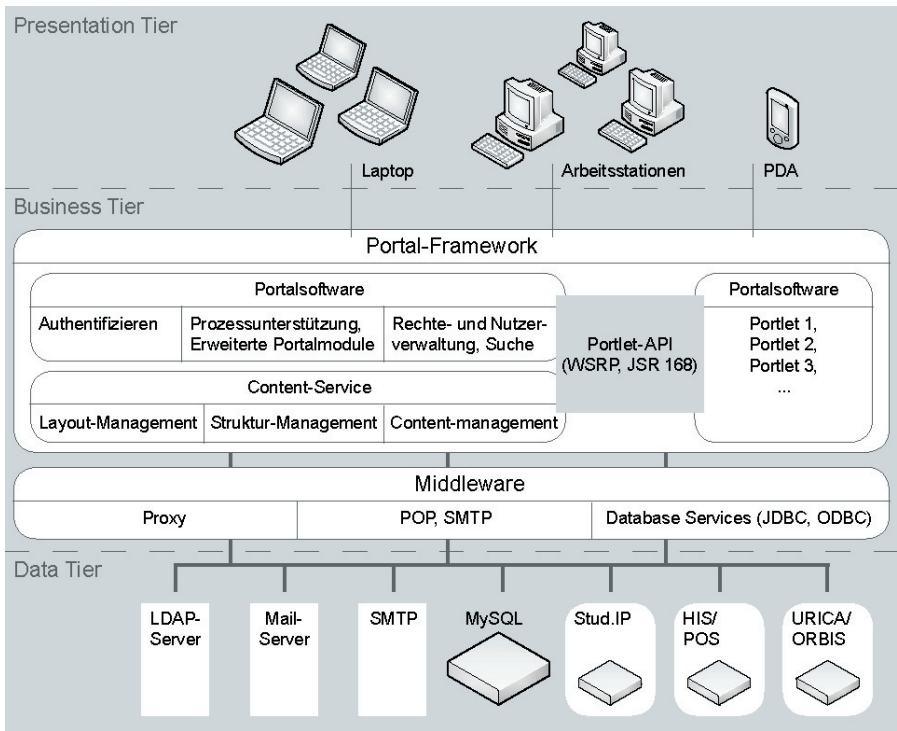 Presentation Tier
Laptop
Arbeitsstationen
PDA
Business Tier
Portal-Framework
Portalsoftware
Authentifizieren
Prozessunterstützung,
Erweiterte Portalmodule
Rechte- und Nutzer-
verwaltung, Suche
Content-Service
Layout-Management
Struktur-Management
Content-management
Portlet-API
(WSRP, JSR 168)
Portalsoftware
Portlet 1,
Portlet 2,
Portlet 3,
...
Middleware
Proxy
POP, SMTP
Database Services (JDBC, ODBC)
Data Tier
LDAP-
Server
Mail-
Server
SMTP
MySQL
Stud.IP
HIS/
POS
URICA/
ORBIS